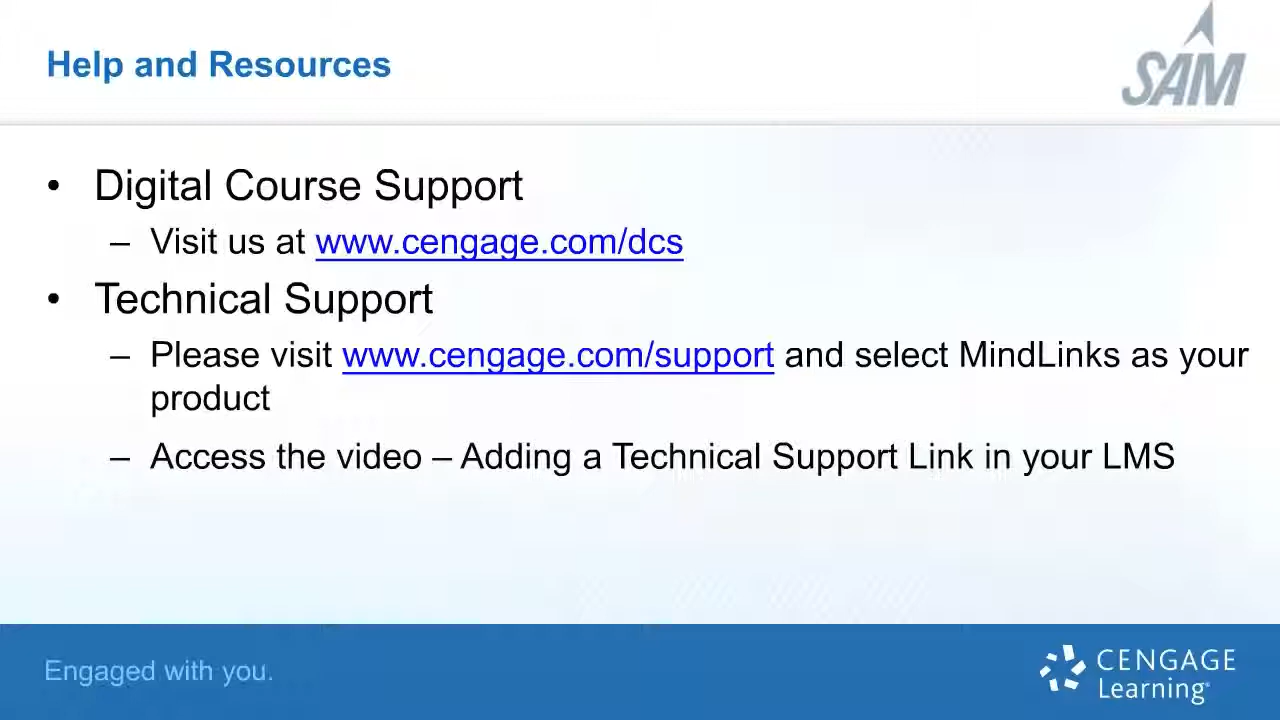 Help and Resources
SAM
• Digital Course Support
– Visit us at www.cengage.com/dcs
• Technical Support
– Please visit www.cengage.com/support and select MindLinks as your
product
– Access the video – Adding a Technical Support Link in your LMS
Engaged with you.
CENGAGE
Learning®